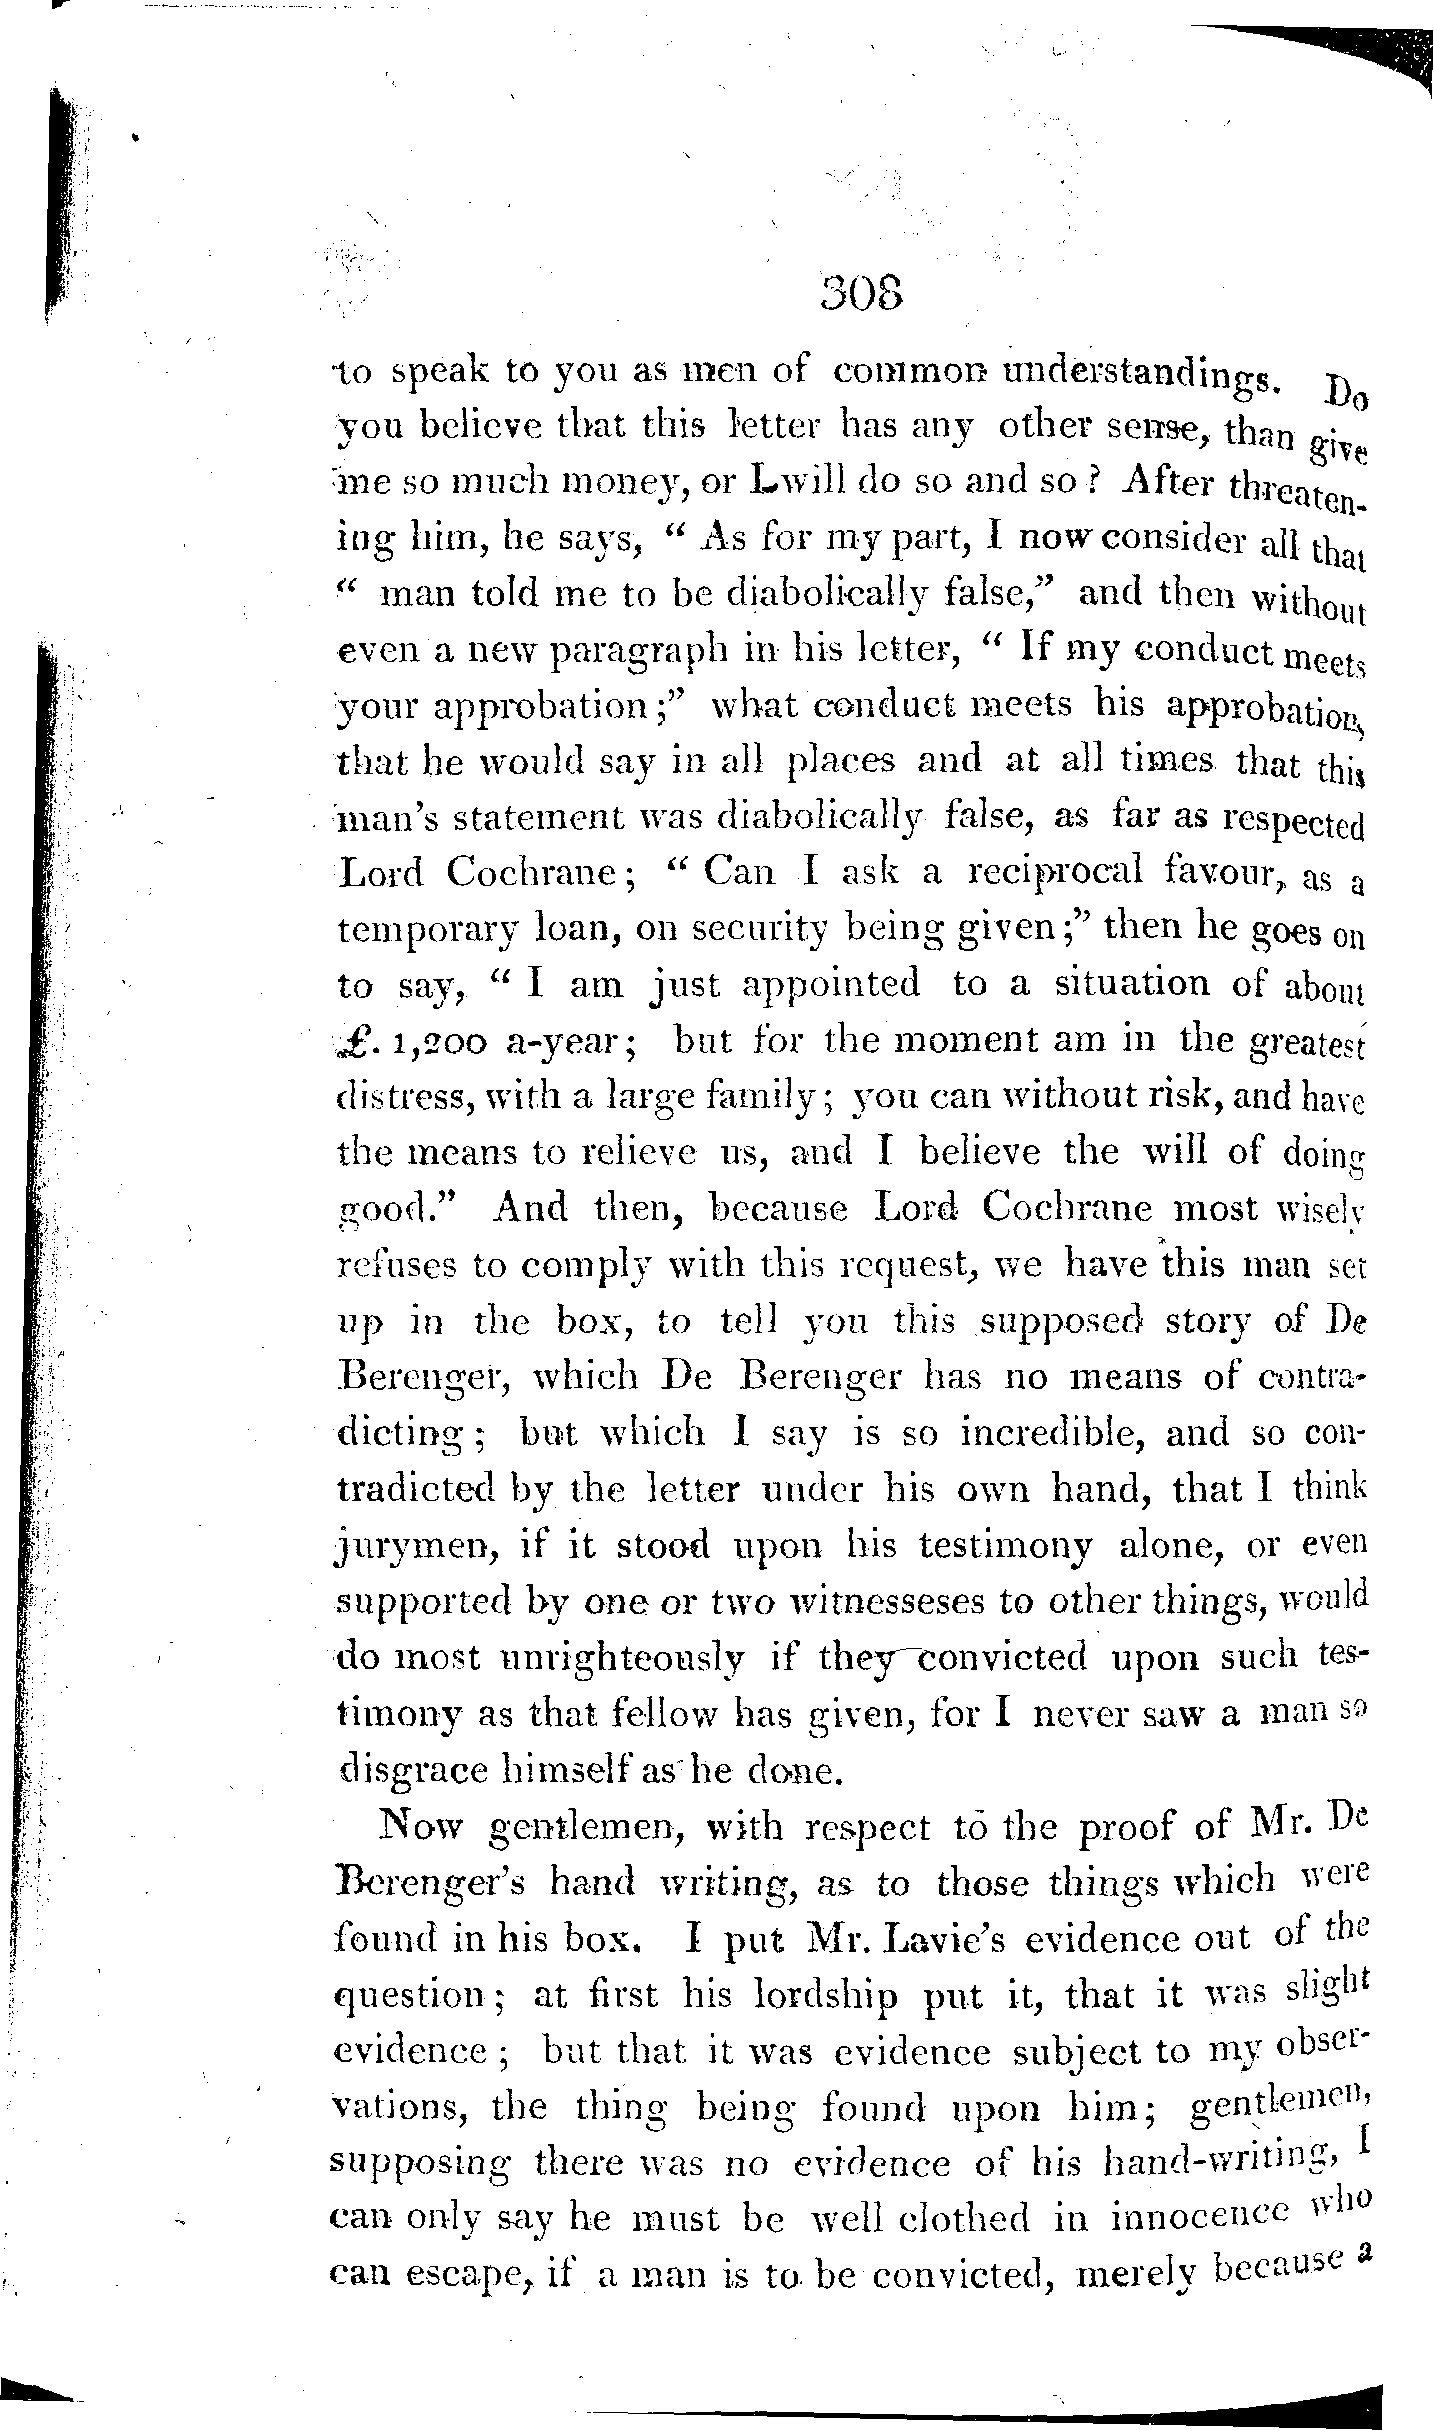 308
to speak to you as men of common understandings. Do
you believe that this letter has any other sense, than give
me so much money, or I will do so and so? After threaten-
ing him, he says, “ As for my part, I now consider all that
“ man told me to be diabolically false,” and then without
even a new paragraph in his letter, “ If my conduct meets
your approbation;” what conduct meets his approbation,
that he would say in all places and at all times that this
man's statement was diabolically false, as far as respected
Lord Cochrane; “ Can I ask a reciprocal favour, as a
temporary loan, on security being given;” then he goes on
to say, “ I am just appointed to a situation of about
£. 1,200 a-year; but for the moment am in the greatest
distress, with a large family; you can without risk, and have
the means to relieve us, and I believe the will of doing
good.” And then, because Lord Cochrane most wisely
refuses to comply with this request, we have this man set
up in the box, to tell you this supposed story of De
Berenger, which De Berenger has no means of contra-
dicting; but which I say is so incredible, and so con-
tradicted by the letter under his own hand, that I think
jurymen, if it stood upon his testimony alone, or even
supported by one or two witnesseses to other things, would
do most unrighteously if they convicted upon such tes-
timony as that fellow has given, for I never saw a man so
disgrace himself as he done.
Now gentlemen, with respect to the proof of Mr. De
Berenger's hand writing, as to those things which were
found in his box. I put Mr. Lavie's evidence out of the
question; at first his lordship put it, that it was slight
evidence; but that it was evidence subject to my obser-
vations, the thing being found upon him; gentlemen,
supposing there was no evidence of his hand-writing, I
can only say he must be well clothed in innocence who
can escape, if a man is to be convicted, merely because a